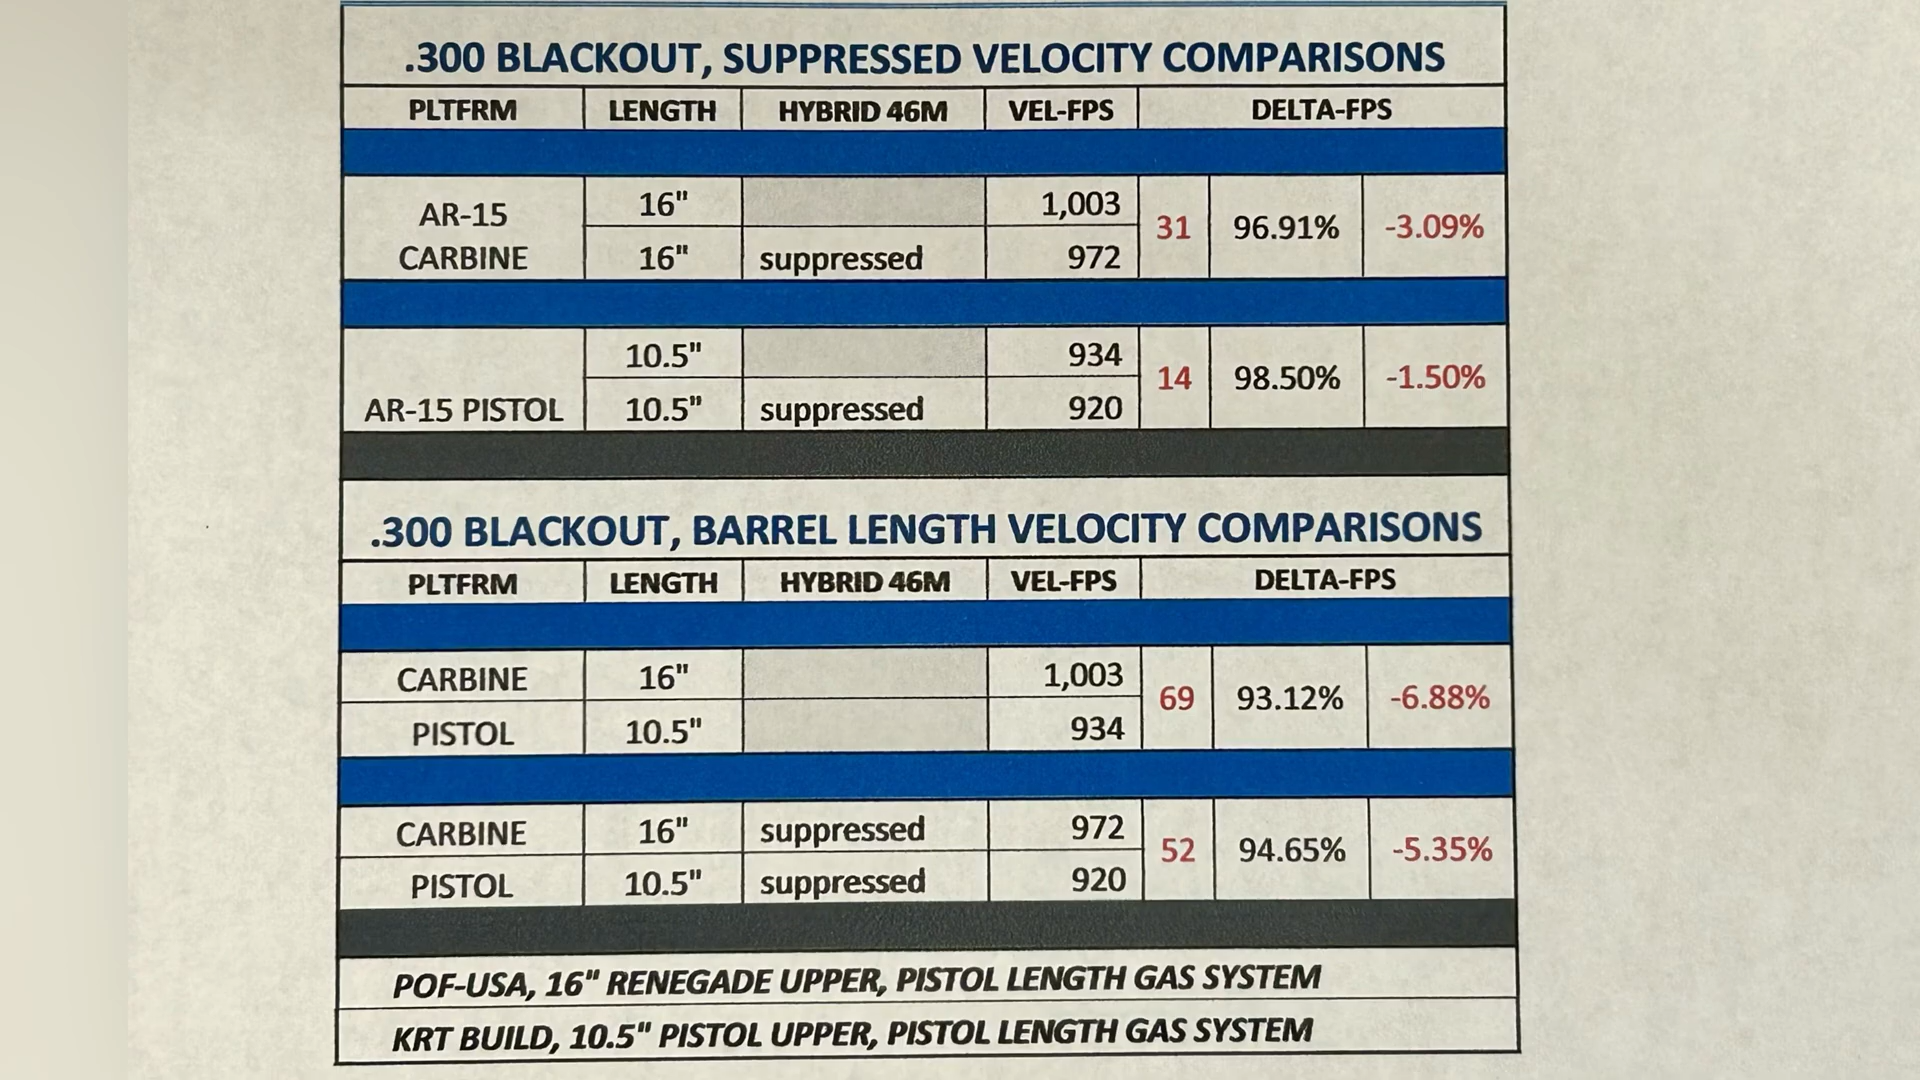 .300 BLACKOUT, SUPPRESSED VELOCITY COMPARISONS
PLTFRM LENGTH HYBRID 46M VEL-FPS DELTA-FPS
AR-15 CARBINE 16" 1,003 31 96.91% -3.09%
16" suppressed 972
AR-15 PISTOL 10.5" 934 14 98.50% -1.50%
10.5" suppressed 920
.300 BLACKOUT, BARREL LENGTH VELOCITY COMPARISONS
PLTFRM LENGTH HYBRID 46M VEL-FPS DELTA-FPS
CARBINE 16" 1,003 69 93.12% -6.88%
PISTOL 10.5" 934
CARBINE 16" suppressed 972 52 94.65% -5.35%
PISTOL 10.5" suppressed 920
POF-USA, 16" RENEGADE UPPER, PISTOL LENGTH GAS SYSTEM
KRT BUILD, 10.5" PISTOL UPPER, PISTOL LENGTH GAS SYSTEM